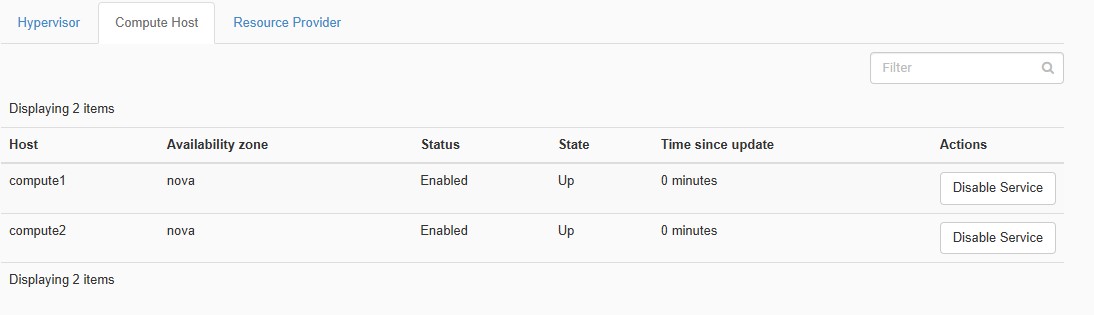 Hypervisor Compute Host Resource Provider
Filter
Displaying 2 items
Host Availability zone Status State Time since update Actions
compute1 nova Enabled Up 0 minutes Disable Service
compute2 nova Enabled Up 0 minutes Disable Service
Displaying 2 items